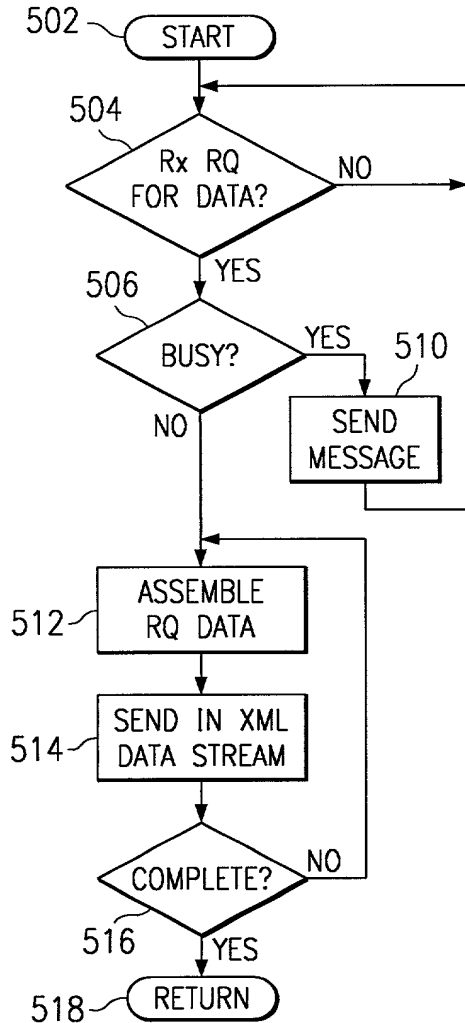 502
START
504
Rx RQ
FOR DATA?
NO
YES
506
BUSY?
YES
510
NO
SEND
MESSAGE
512
ASSEMBLE
RQ DATA
514
SEND IN XML
DATA STREAM
COMPLETE?
NO
516
YES
518
RETURN